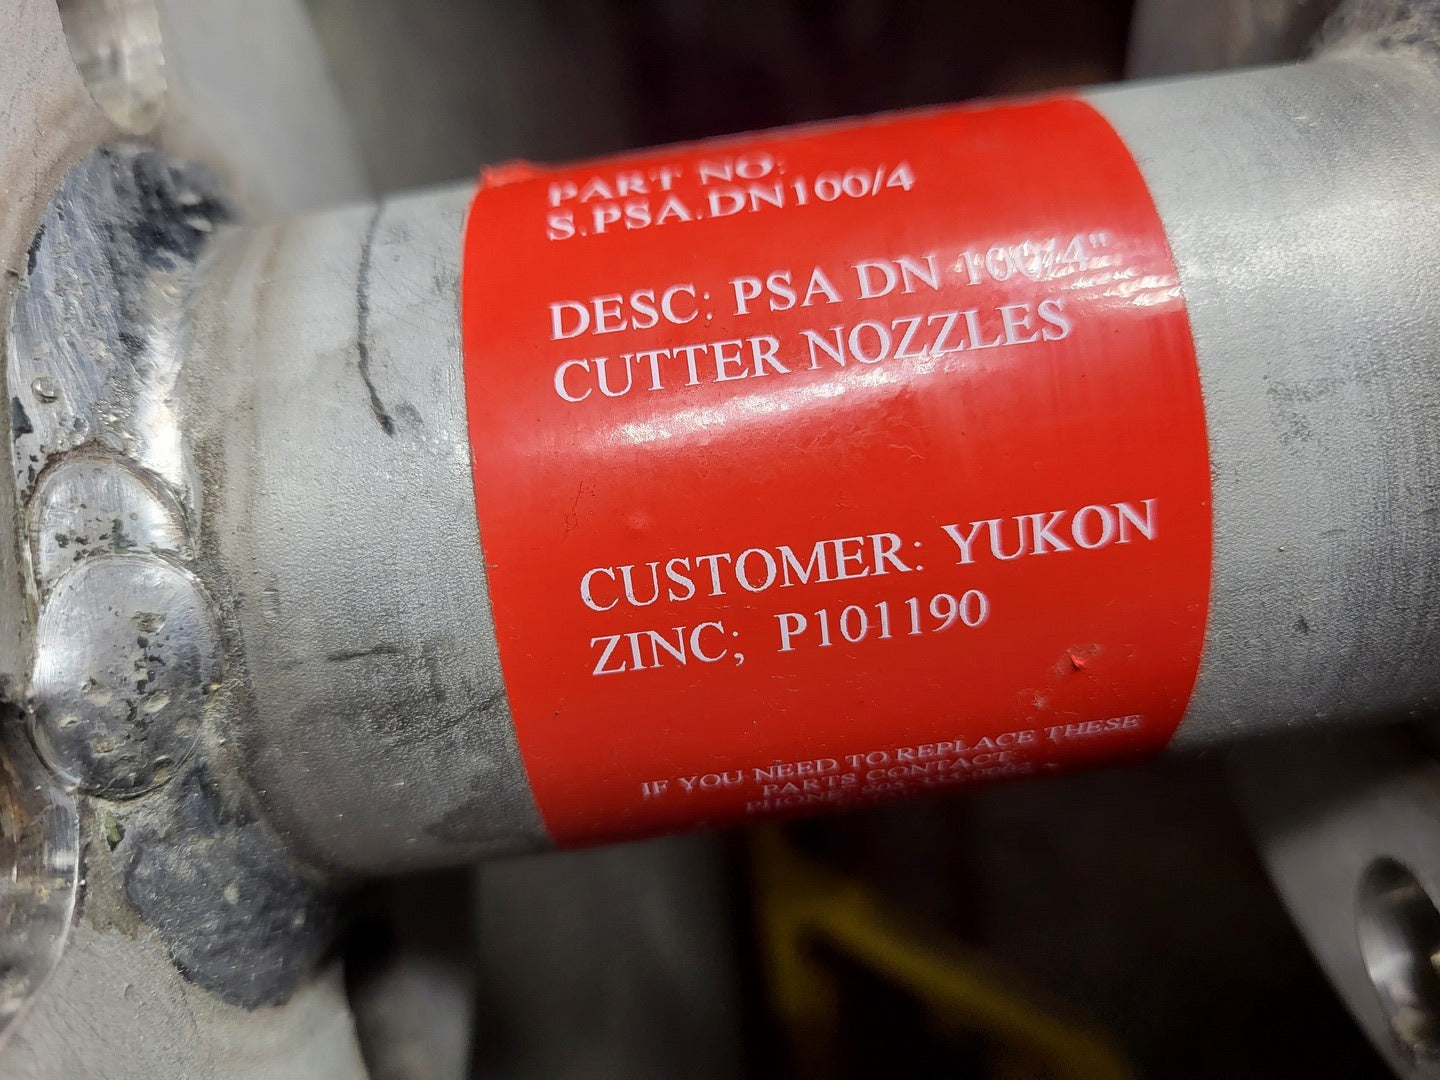 PART NO:
S.PSA.DN100/4
DESC: PSA DN 100/4"
CUTTER NOZZLES
CUSTOMER: YUKON
ZINC; P101190
IF YOU NEED TO REPLACE THESE
PARTS CONTACT:
PHONE: